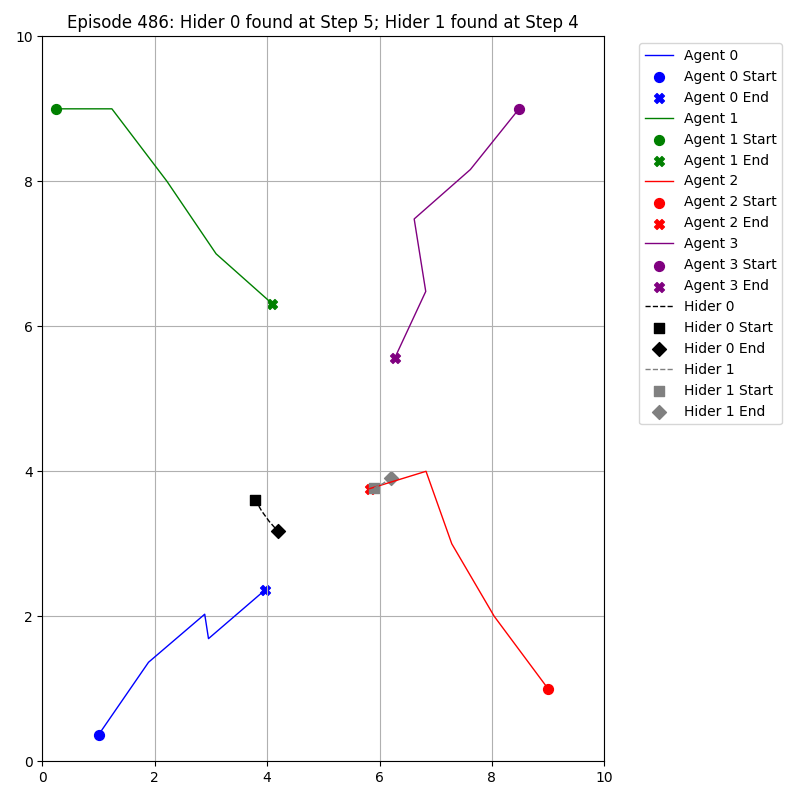 Episode 486: Hider 0 found at Step 5; Hider 1 found at Step 4
10
8
6
4
2
0
0 2 4 6 8 10
Agent 0
Agent 0 Start
Agent 0 End
Agent 1
Agent 1 Start
Agent 1 End
Agent 2
Agent 2 Start
Agent 2 End
Agent 3
Agent 3 Start
Agent 3 End
Hider 0
Hider 0 Start
Hider 0 End
Hider 1
Hider 1 Start
Hider 1 End